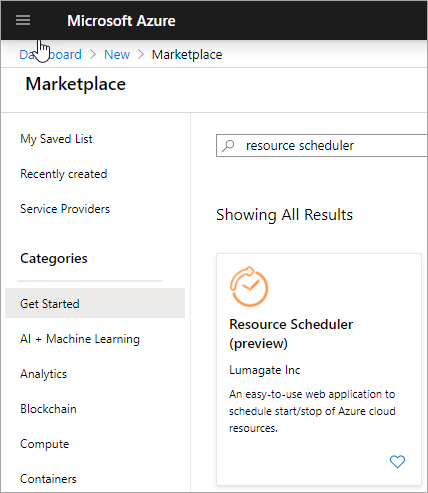 Microsoft Azure
Dashboard > New > Marketplace
Marketplace
My Saved List
Recently created
Service Providers
Categories
Get Started
AI + Machine Learning
Analytics
Blockchain
Compute
Containers
resource scheduler
Showing All Results
Resource Scheduler
(preview)
Lumagate Inc
An easy-to-use web application to
schedule start/stop of Azure cloud
resources.